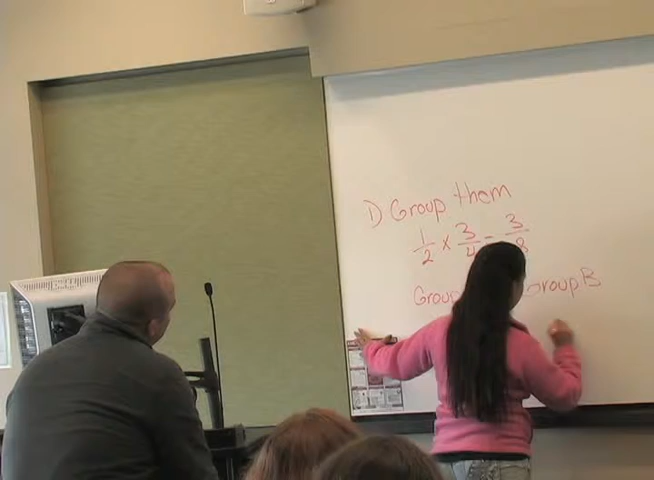 1) Group them
1/2 x 3/4 = 3/8
Group Group B